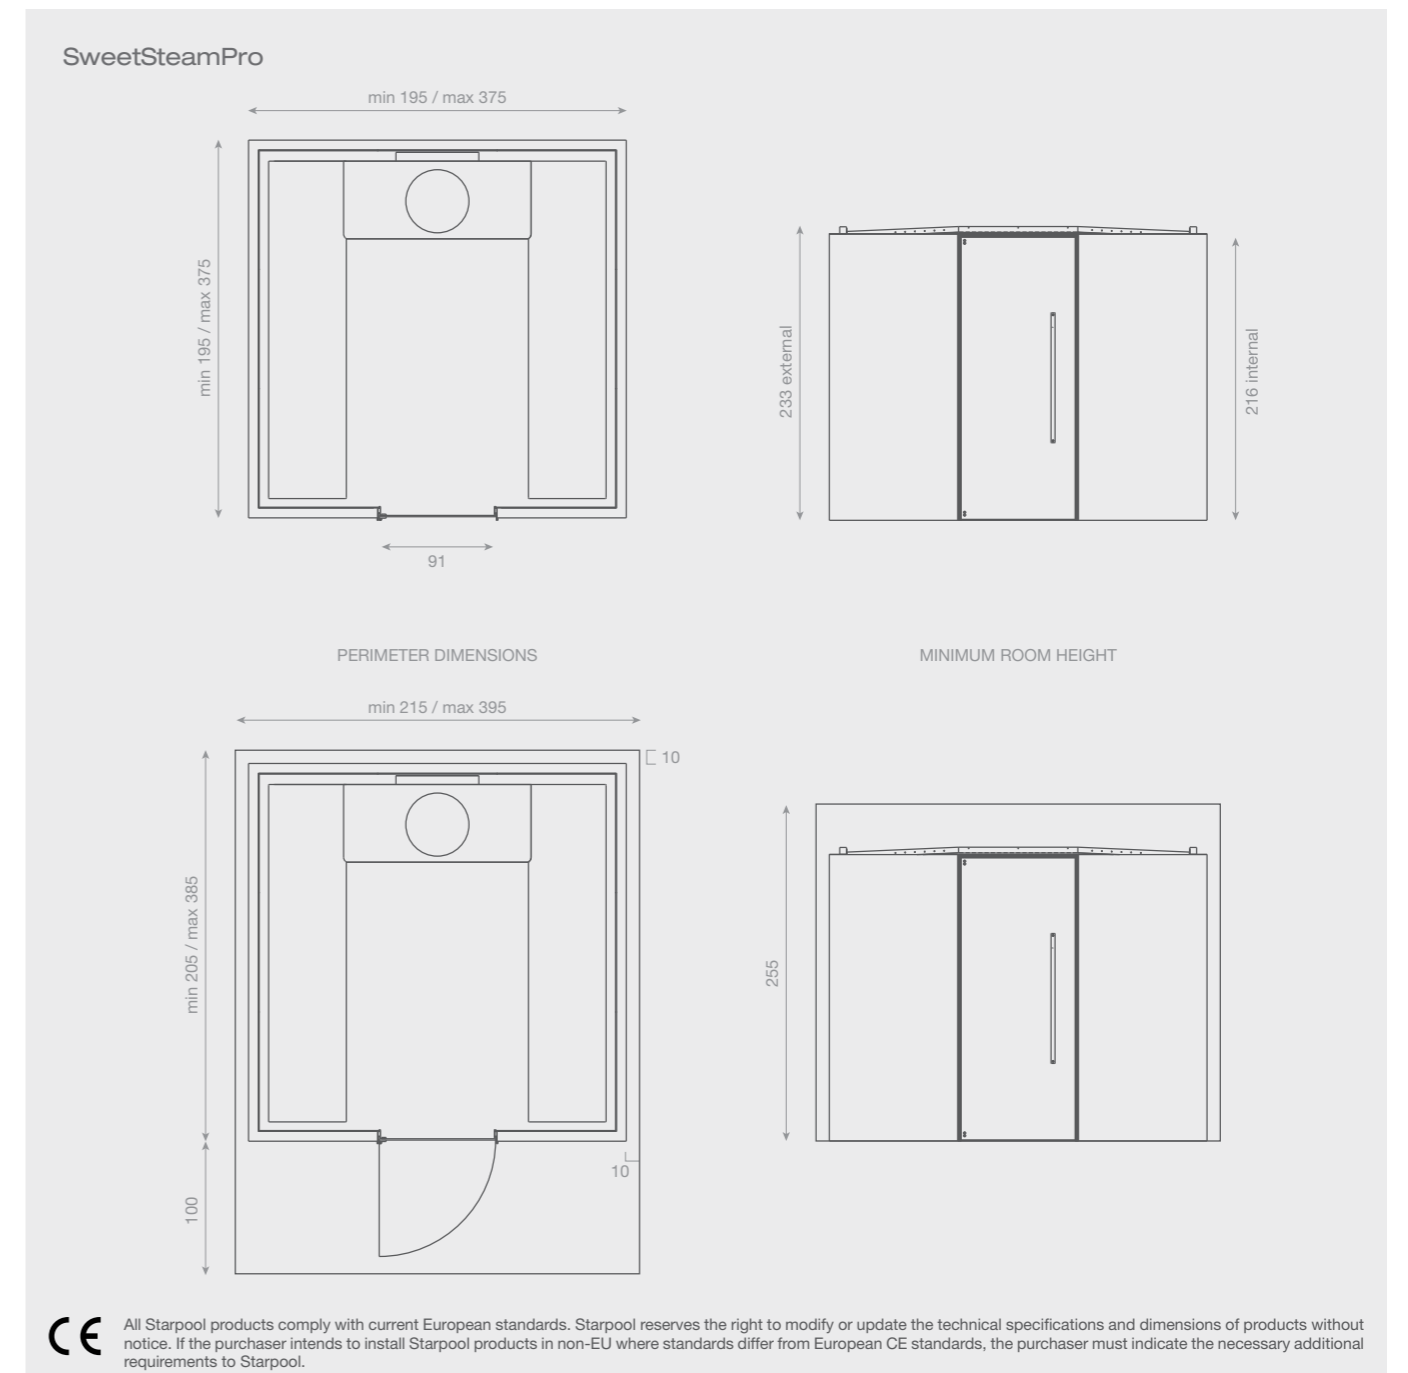 SweetSteamPro
min 195 / max 375
min 195 / max 375
91
233 external
216 internal
PERIMETER DIMENSIONS
MINIMUM ROOM HEIGHT
min 215 / max 395
10
min 205 / max 385
10
100
255
CE
All Starpool products comply with current European standards. Starpool reserves the right to modify or update the technical specifications and dimensions of products without
notice. If the purchaser intends to install Starpool products in non-EU where standards differ from European CE standards, the purchaser must indicate the necessary additional
requirements to Starpool.